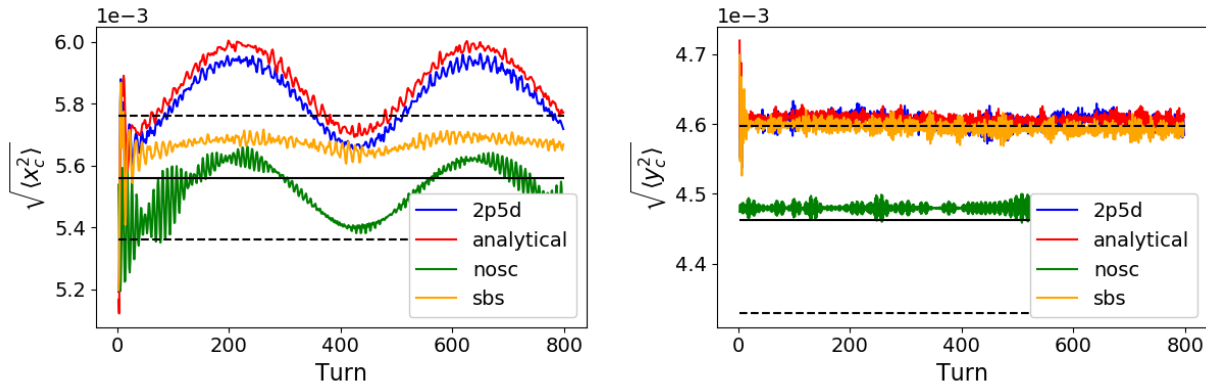 1e−3
6.0
5.8
5.6
5.4
5.2
√⟨x_c^2⟩
0 200 400 600 800
Turn
2p5d
analytical
nosc
sbs
1e−3
4.7
4.6
4.5
4.4
√⟨y_c^2⟩
0 200 400 600 800
Turn
2p5d
analytical
nosc
sbs